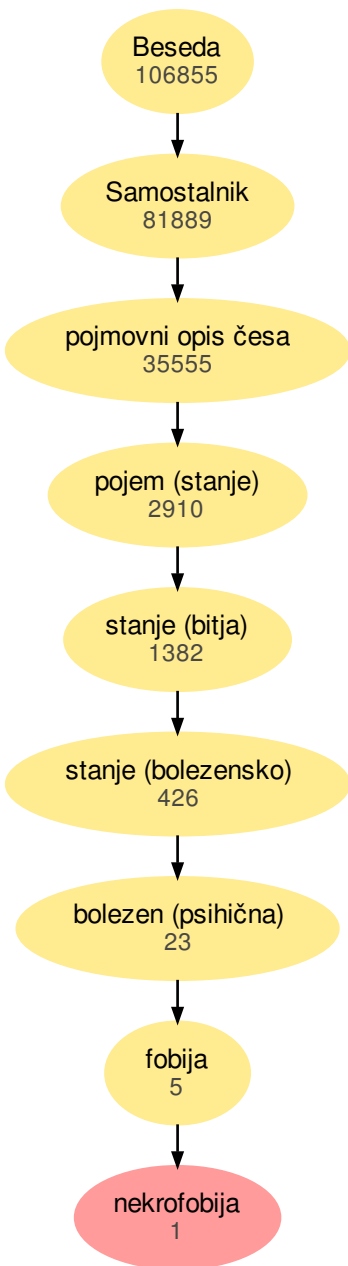 Beseda
106855
Samostalnik
81889
pojmovni opis česa
35555
pojem (stanje)
2910
stanje (bitja)
1382
stanje (bolezensko)
426
bolezen (psihična)
23
fobija
5
nekrofobija
1